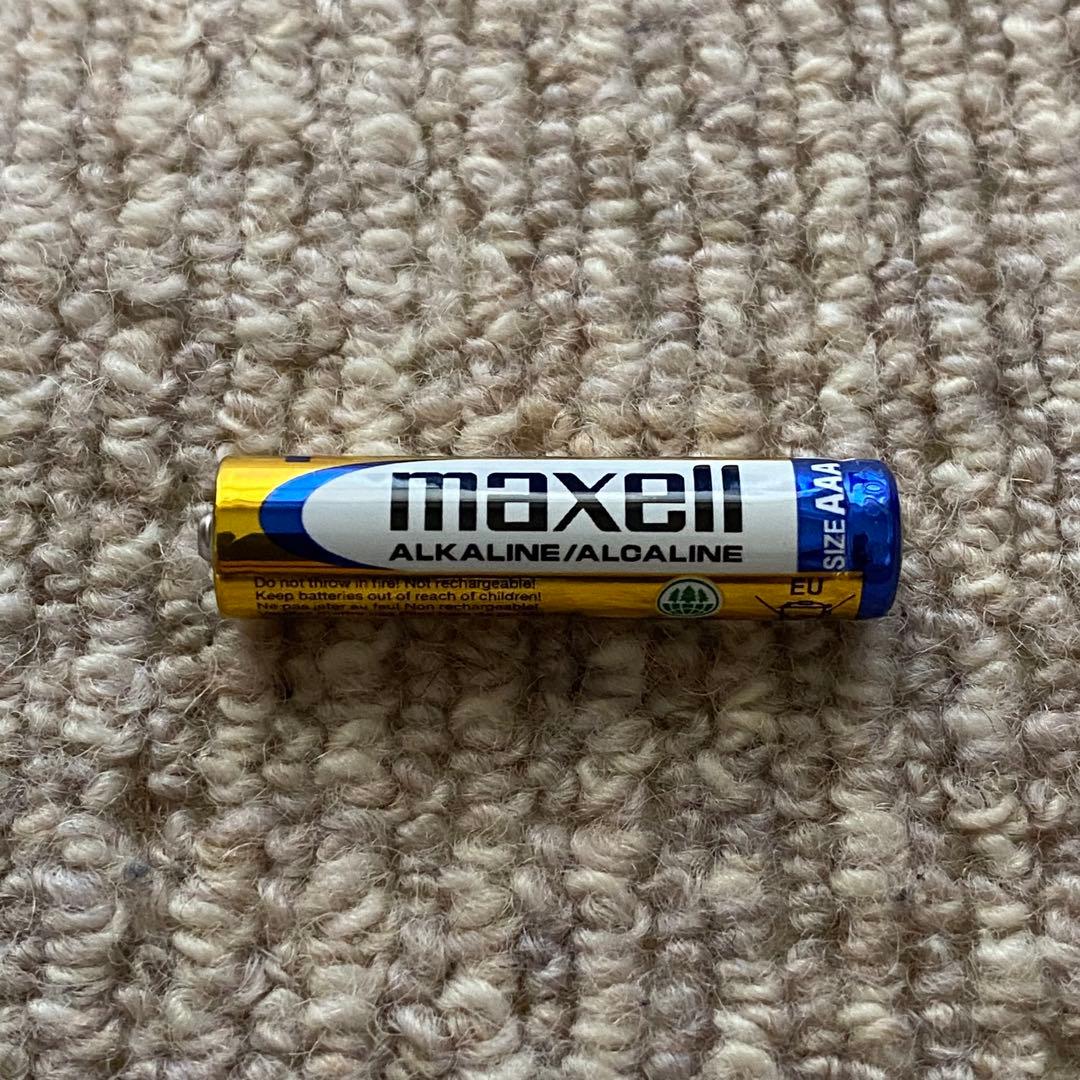 maxell
ALKALINE/ALCALINE
SIZE AAA
Do not throw in fire! Not rechargeable!
Keep batteries out of reach of children!
Ne pas jeter au feu! Non rechargeable!
EU